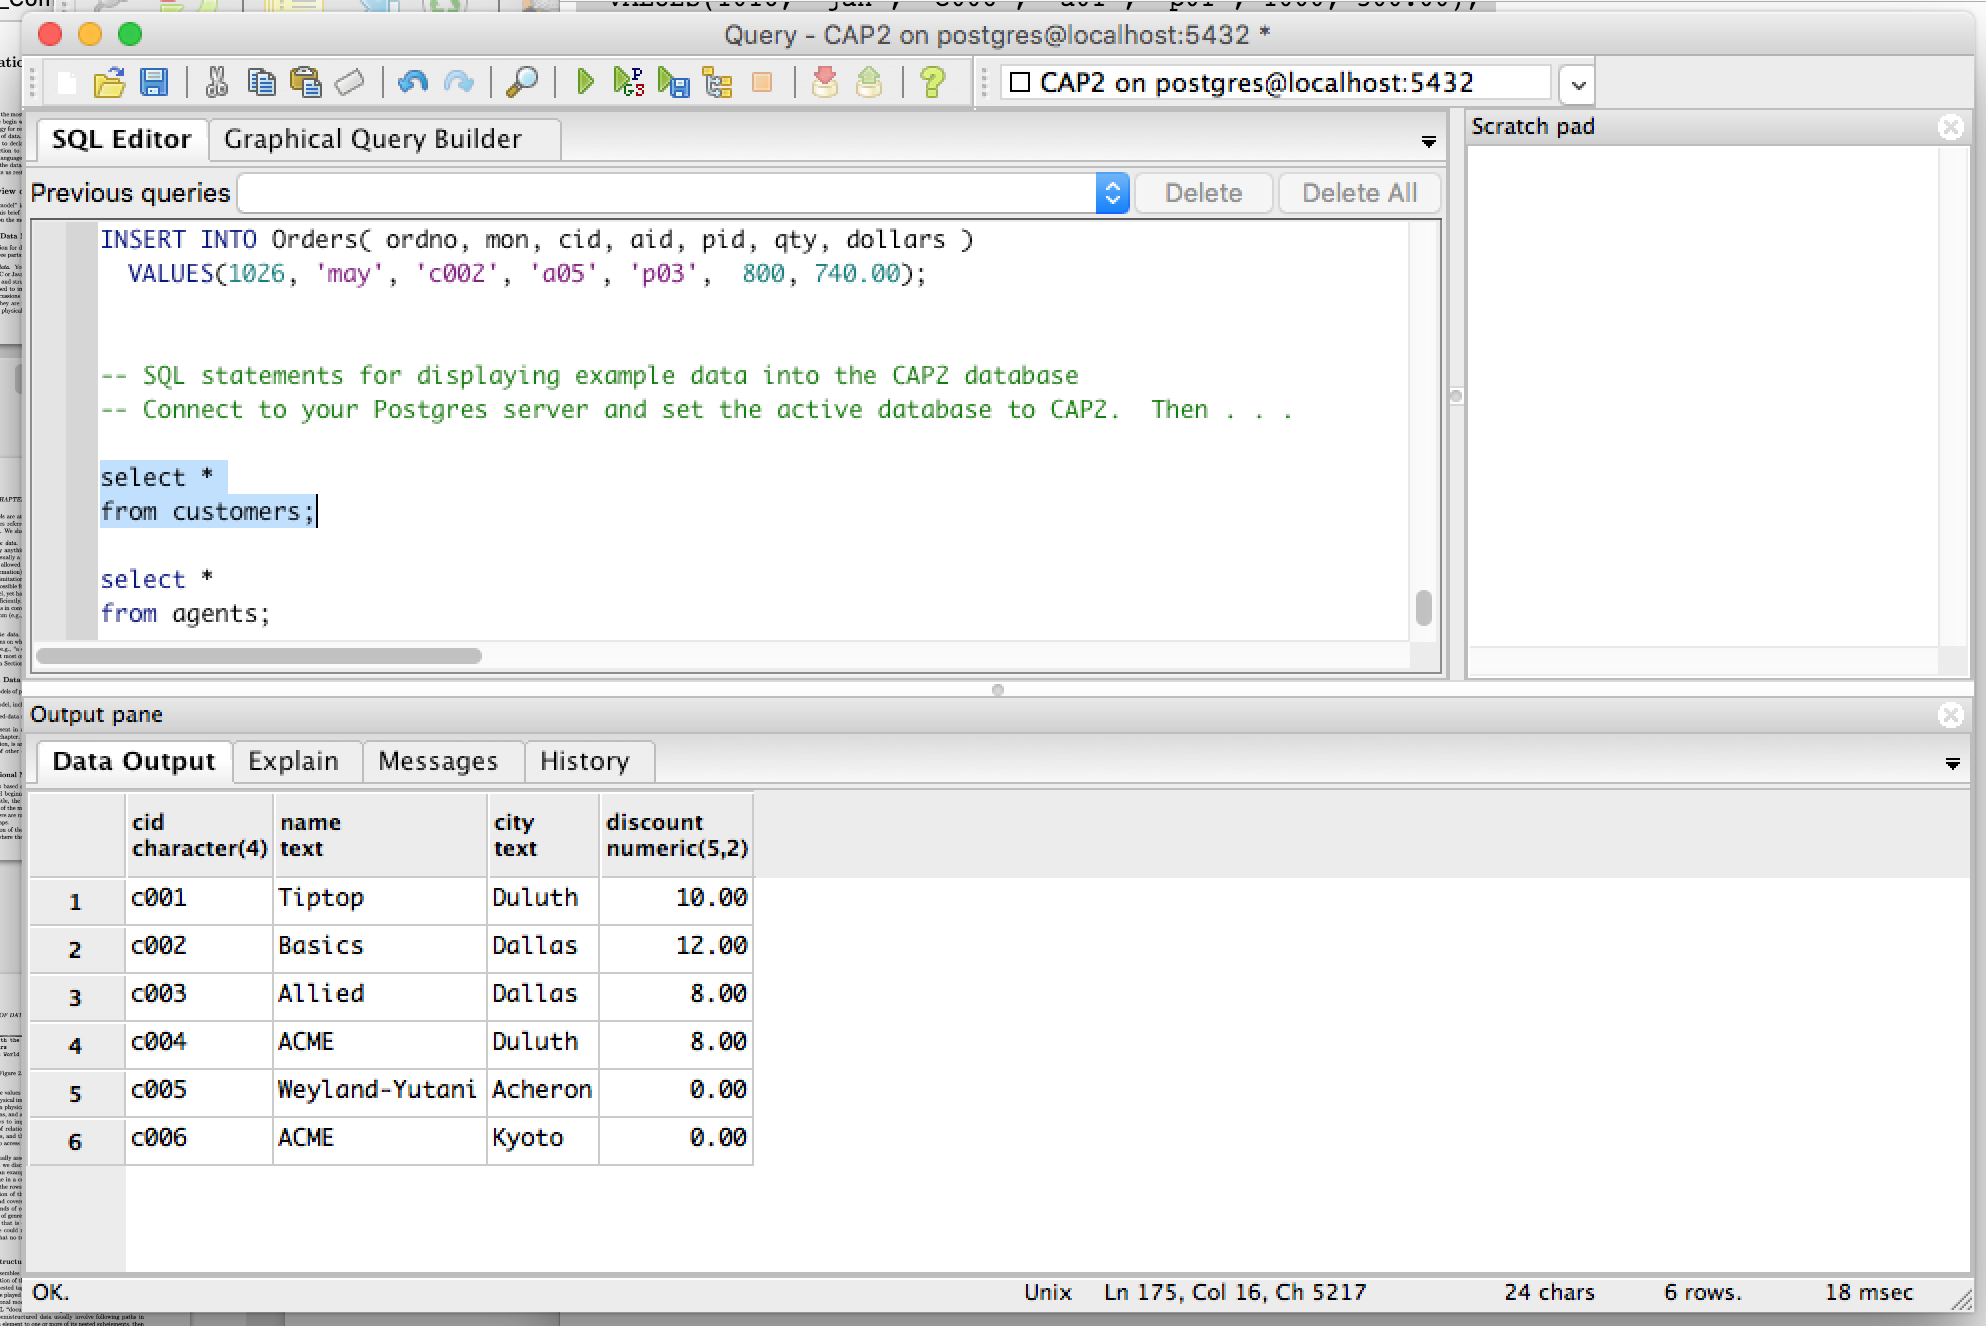 Query - CAP2 on postgres@localhost:5432 *
CAP2 on postgres@localhost:5432
SQL Editor
Graphical Query Builder
Scratch pad
Previous queries
Delete
Delete All
INSERT INTO Orders( ordno, mon, cid, aid, pid, qty, dollars )
VALUES(1026, 'may', 'c002', 'a05', 'p03',  800, 740.00);
-- SQL statements for displaying example data into the CAP2 database
-- Connect to your Postgres server and set the active database to CAP2.  Then . . .
select *
from customers;
select *
from agents;
Output pane
Data Output
Explain
Messages
History
cid name city discount
character(4) text text numeric(5,2)
1 c001 Tiptop Duluth 10.00
2 c002 Basics Dallas 12.00
3 c003 Allied Dallas 8.00
4 c004 ACME Duluth 8.00
5 c005 Weyland-Yutani Acheron 0.00
6 c006 ACME Kyoto 0.00
OK.
Unix
Ln 175, Col 16, Ch 5217
24 chars
6 rows.
18 msec